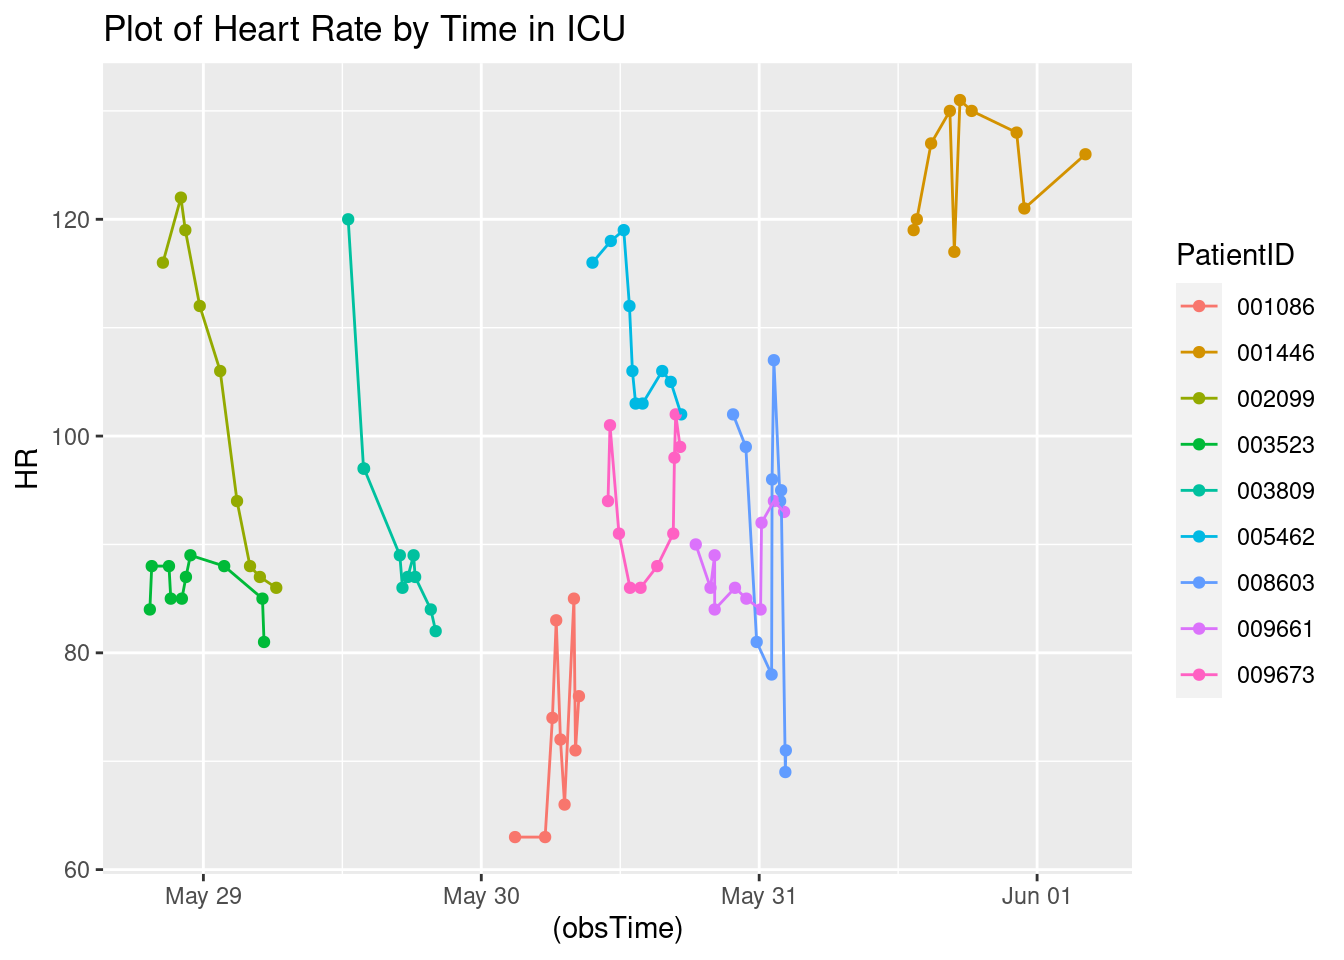 Plot of Heart Rate by Time in ICU
120
100
80
60
HR
May 29
May 30
May 31
Jun 01
(obsTime)
PatientID
001086
001446
002099
003523
003809
005462
008603
009661
009673